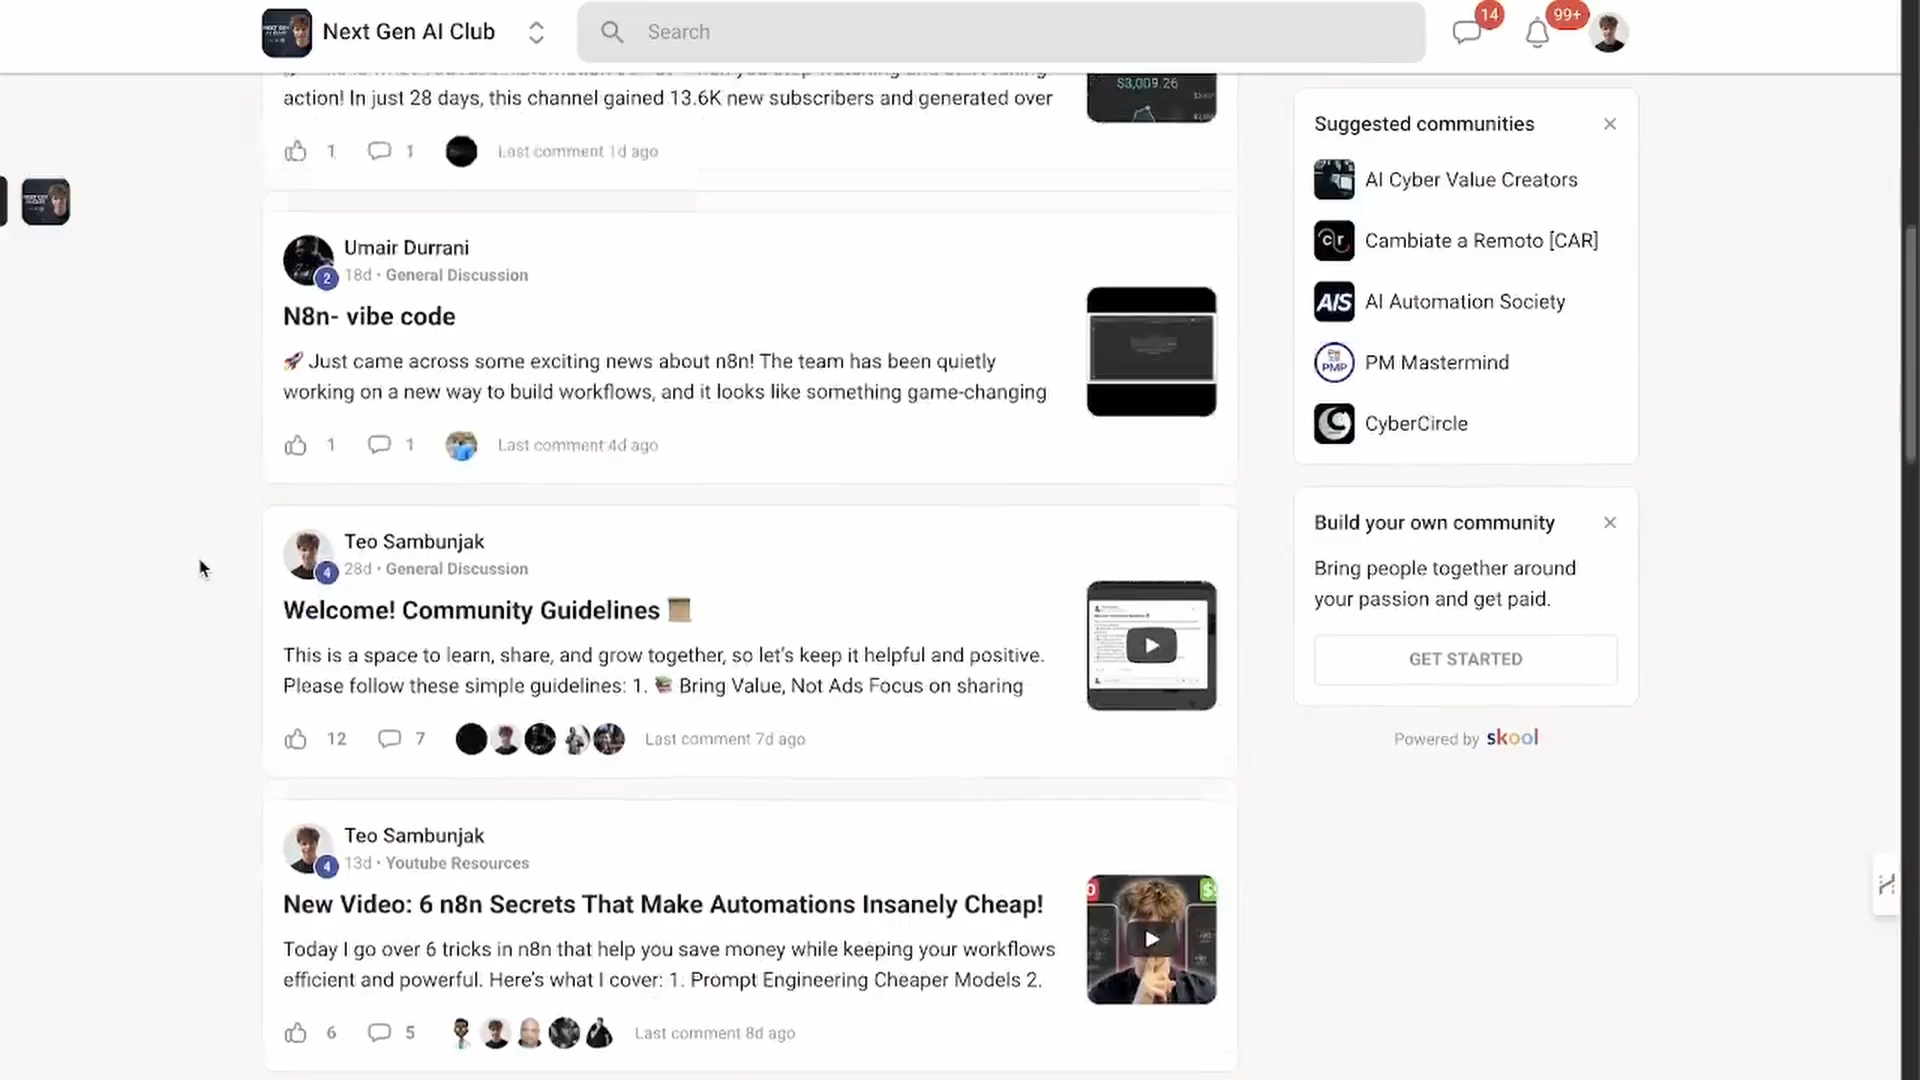 Next Gen AI Club
Search
14
99+
action! In just 28 days, this channel gained 13.6K new subscribers and generated over
$3,009.26
1
1
Last comment 1d ago
Umair Durrani
2
18d • General Discussion
N8n- vibe code
🚀 Just came across some exciting news about n8n! The team has been quietly
working on a new way to build workflows, and it looks like something game-changing
1
1
Last comment 4d ago
Teo Sambunjak
4
28d • General Discussion
Welcome! Community Guidelines 📜
This is a space to learn, share, and grow together, so let’s keep it helpful and positive.
Please follow these simple guidelines: 1. 📚 Bring Value, Not Ads Focus on sharing
12
7
Last comment 7d ago
Teo Sambunjak
4
13d • Youtube Resources
New Video: 6 n8n Secrets That Make Automations Insanely Cheap!
Today I go over 6 tricks in n8n that help you save money while keeping your workflows
efficient and powerful. Here’s what I cover: 1. Prompt Engineering Cheaper Models 2.
6
5
Last comment 8d ago
Suggested communities
AI Cyber Value Creators
cr
Cambiate a Remoto [CAR]
AIS
AI Automation Society
PMP
PM Mastermind
CyberCircle
Build your own community
Bring people together around
your passion and get paid.
GET STARTED
Powered by skool